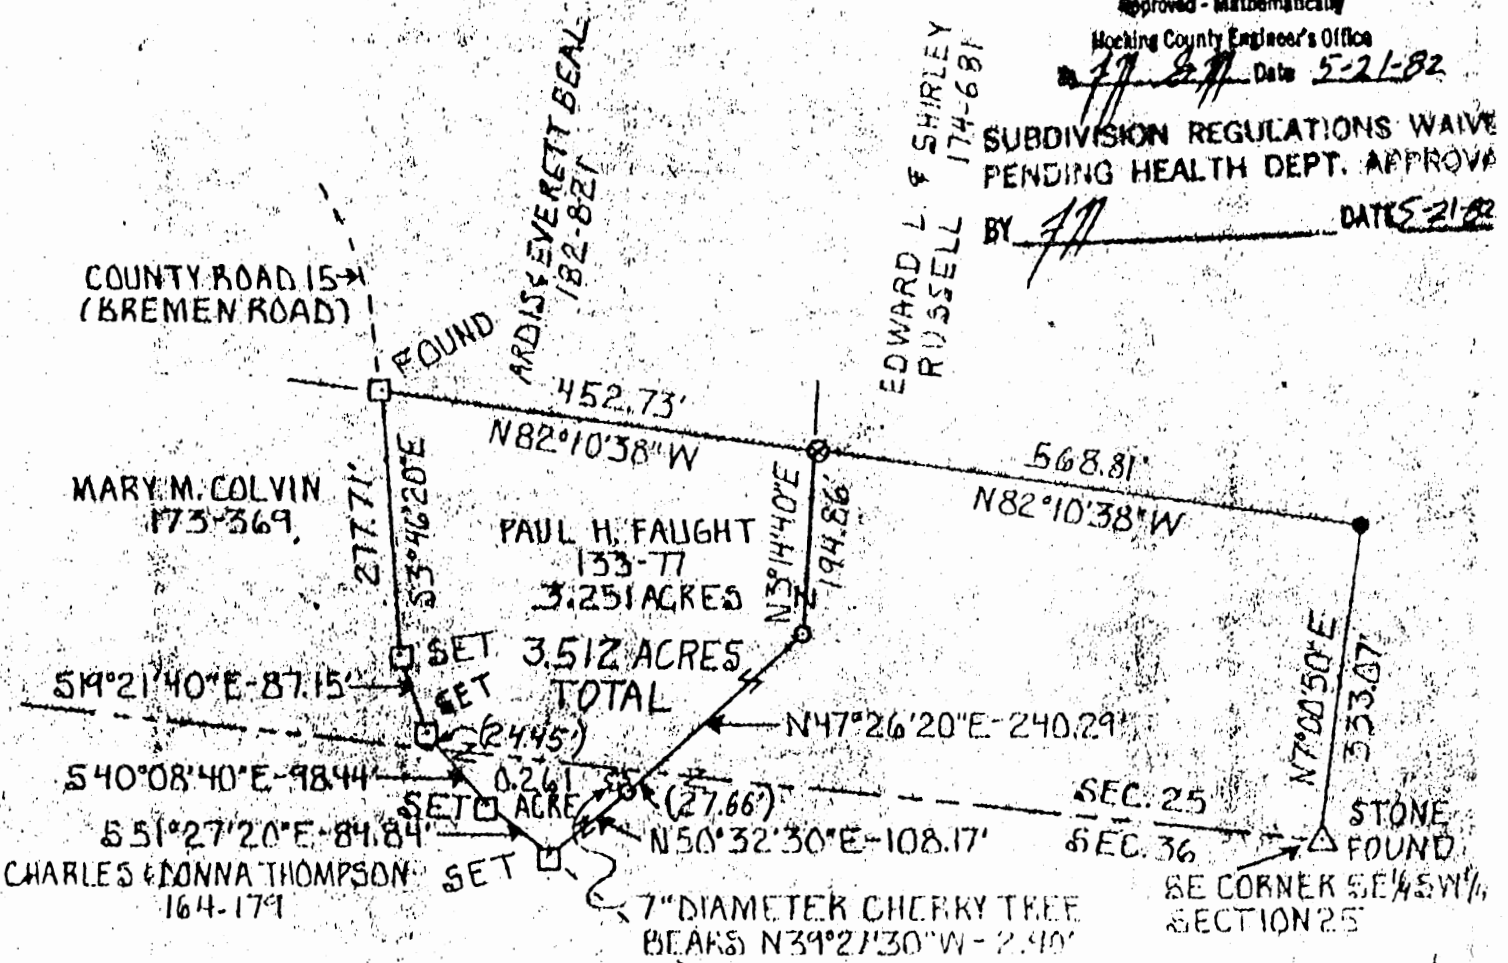 Approved - Mathematically
Hocking County Engineer's Office
Date 5-21-82
SUBDIVISION REGULATIONS WAIVE
PENDING HEALTH DEPT. APPROVA
BY DATE 5-21-82
ARDIS & EVERETT BEAL
182-821
EDWARD L. & SHIRLEY
RUSSELL 174-681
COUNTY ROAD 15
(BREMEN ROAD)
FOUND
452.73'
N82°10'38"W
568.81'
N82°10'38"W
MARY M. COLVIN
173-369
277.71'
S3°46'20"E
PAUL H. FAUGHT
133-77
3.251 ACRES
N3°14'40"E
194.86'
SET
3.512 ACRES
TOTAL
S19°21'40"E-87.15'
SET
(24.45')
N47°26'20"E-240.29'
N7°00'50"E
333.07'
S40°08'40"E-98.44'
0.261
ACRE
SET
(27.66')
SEC. 25
SEC. 36
STONE
FOUND
S51°27'20"E-84.84'
N50°32'30"E-108.17'
CHARLES & DONNA THOMPSON
164-179
SET
SE CORNER SE¼SW¼,
SECTION 25
7" DIAMETER CHERRY TREE
BEARS W - 2.90'